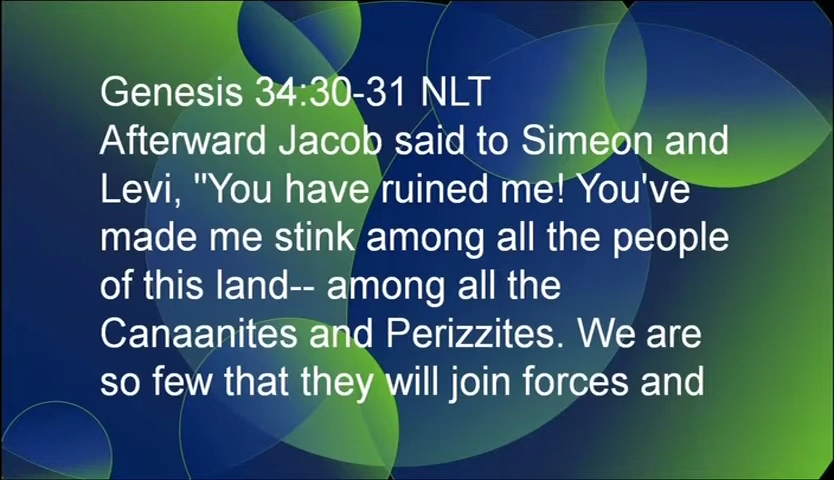 Genesis 34:30-31 NLT
Afterward Jacob said to Simeon and
Levi, "You have ruined me! You've
made me stink among all the people
of this land-- among all the
Canaanites and Perizzites. We are
so few that they will join forces and